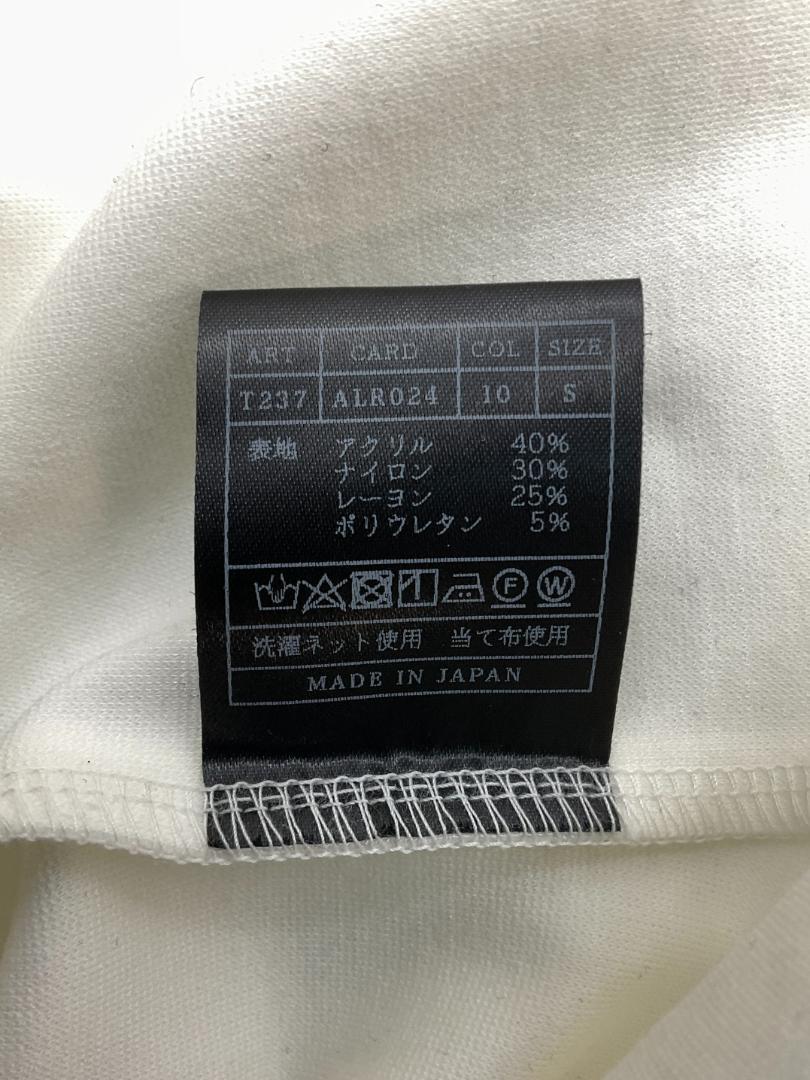 ART CARD COL SIZE
T237 ALR024 10 S
表地 アクリル 40%
ナイロン 30%
レーヨン 25%
ポリウレタン 5%
F W
洗濯ネット使用 当て布使用
MADE IN JAPAN